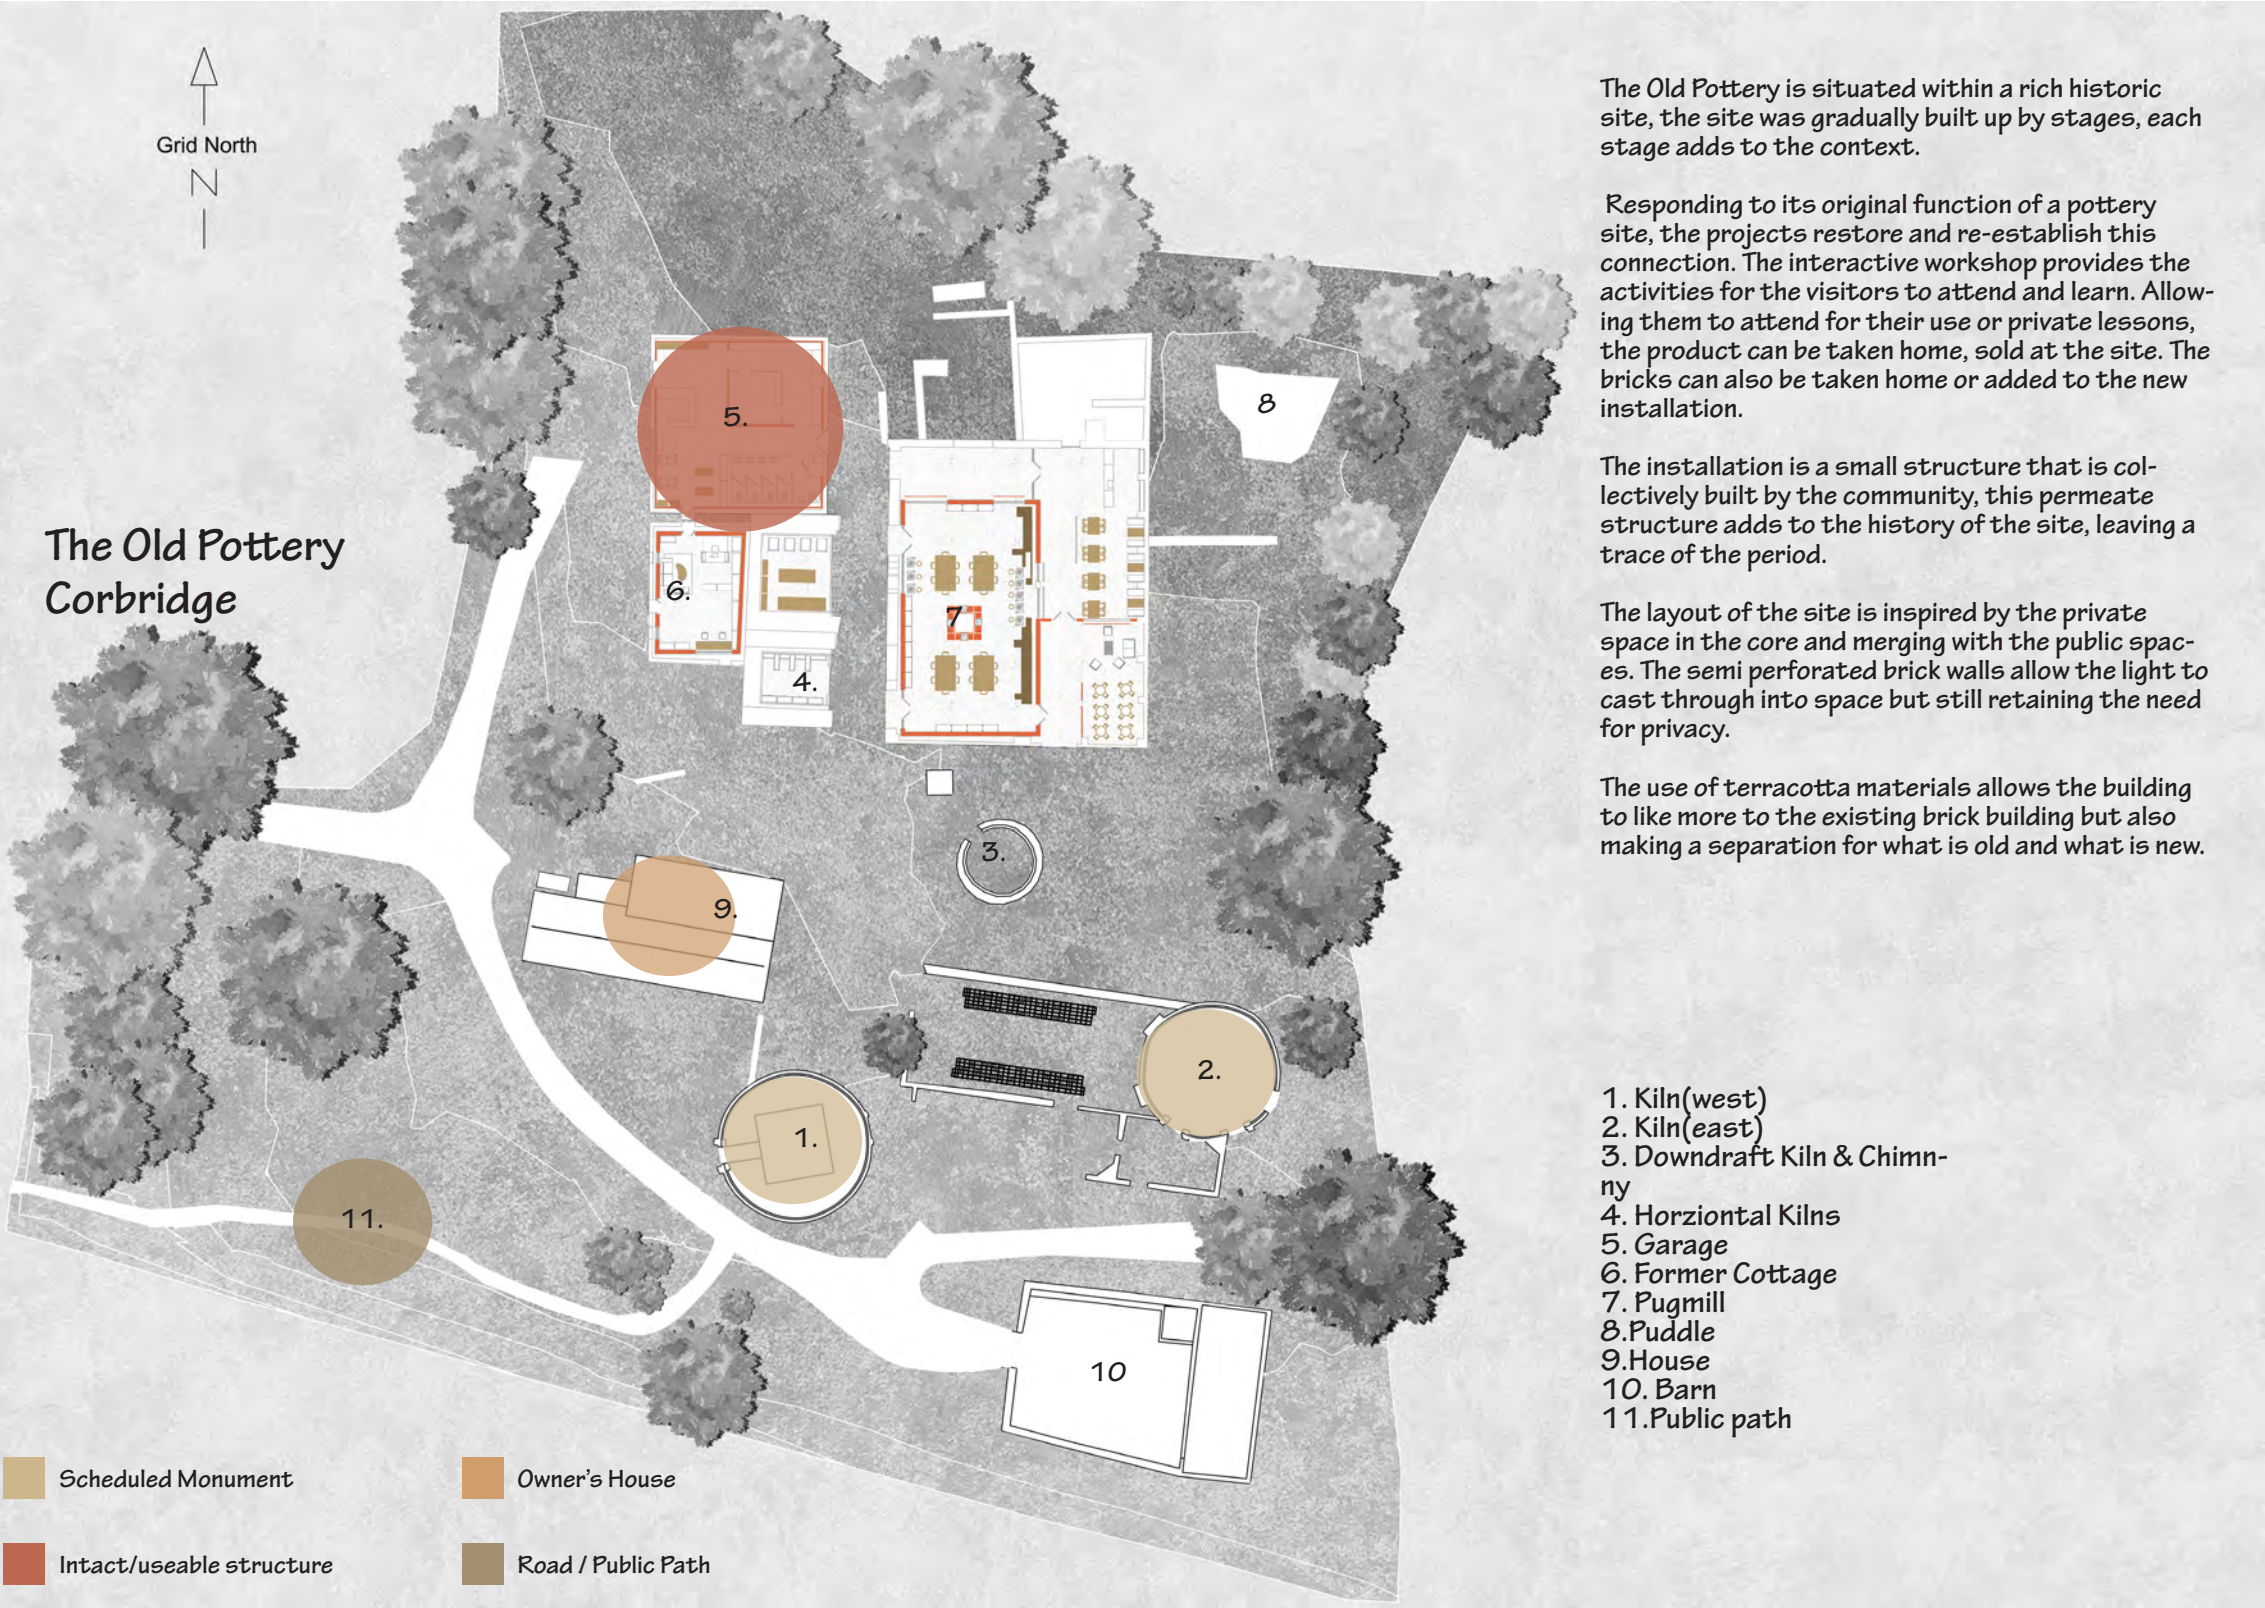 Grid North
N
The Old Pottery
Corbridge
5.
8
6.
7
4.
3.
9.
2.
1.
11.
10
The Old Pottery is situated within a rich historic
site, the site was gradually built up by stages, each
stage adds to the context.
Responding to its original function of a pottery
site, the projects restore and re-establish this
connection. The interactive workshop provides the
activities for the visitors to attend and learn. Allow-
ing them to attend for their use or private lessons,
the product can be taken home, sold at the site. The
bricks can also be taken home or added to the new
installation.
The installation is a small structure that is col-
lectively built by the community, this permeate
structure adds to the history of the site, leaving a
trace of the period.
The layout of the site is inspired by the private
space in the core and merging with the public spac-
es. The semi perforated brick walls allow the light to
cast through into space but still retaining the need
for privacy.
The use of terracotta materials allows the building
to like more to the existing brick building but also
making a separation for what is old and what is new.
1. Kiln(west)
2. Kiln(east)
3. Downdraft Kiln & Chimn-
ny
4. Horziontal Kilns
5. Garage
6. Former Cottage
7. Pugmill
8.Puddle
9.House
10. Barn
11.Public path
Scheduled Monument
Owner's House
Intact/useable structure
Road / Public Path